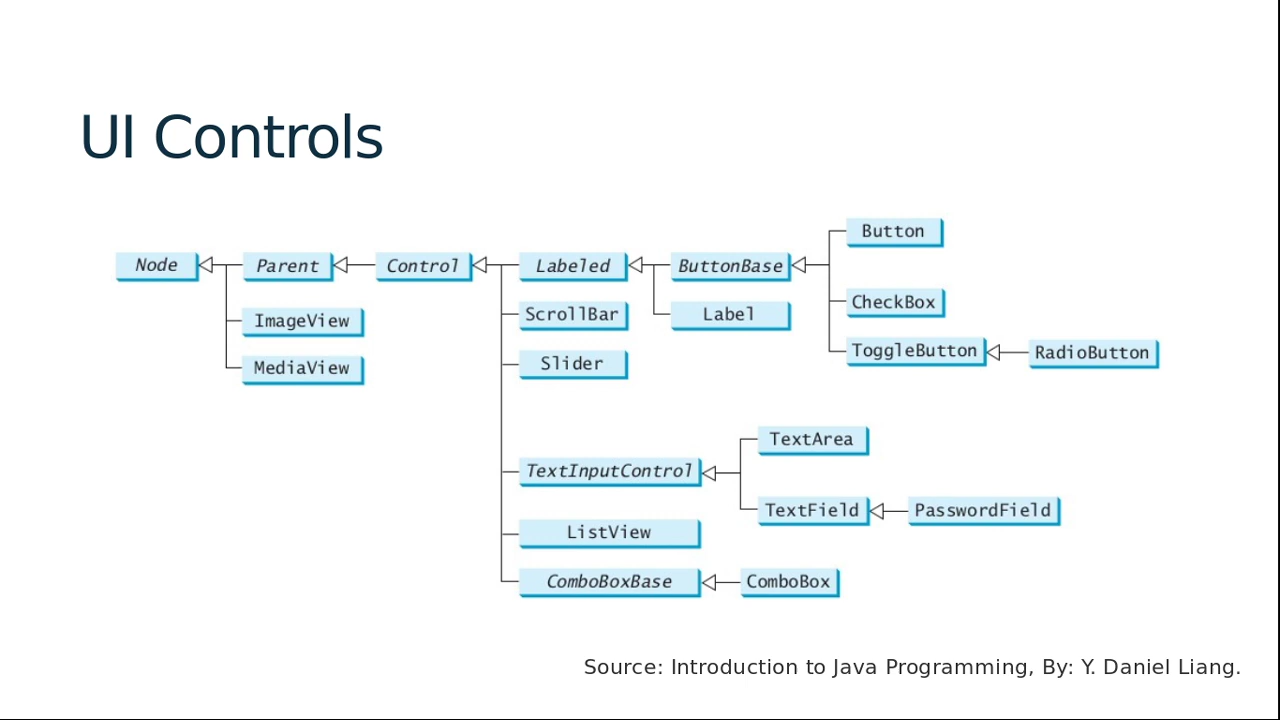 UI Controls
Button
Node
Parent
Control
Labeled
ButtonBase
CheckBox
ImageView
ScrollBar
Label
ToggleButton
RadioButton
MediaView
Slider
TextArea
TextInputControl
TextField
PasswordField
ListView
ComboBoxBase
ComboBox
Source: Introduction to Java Programming, By: Y. Daniel Liang.